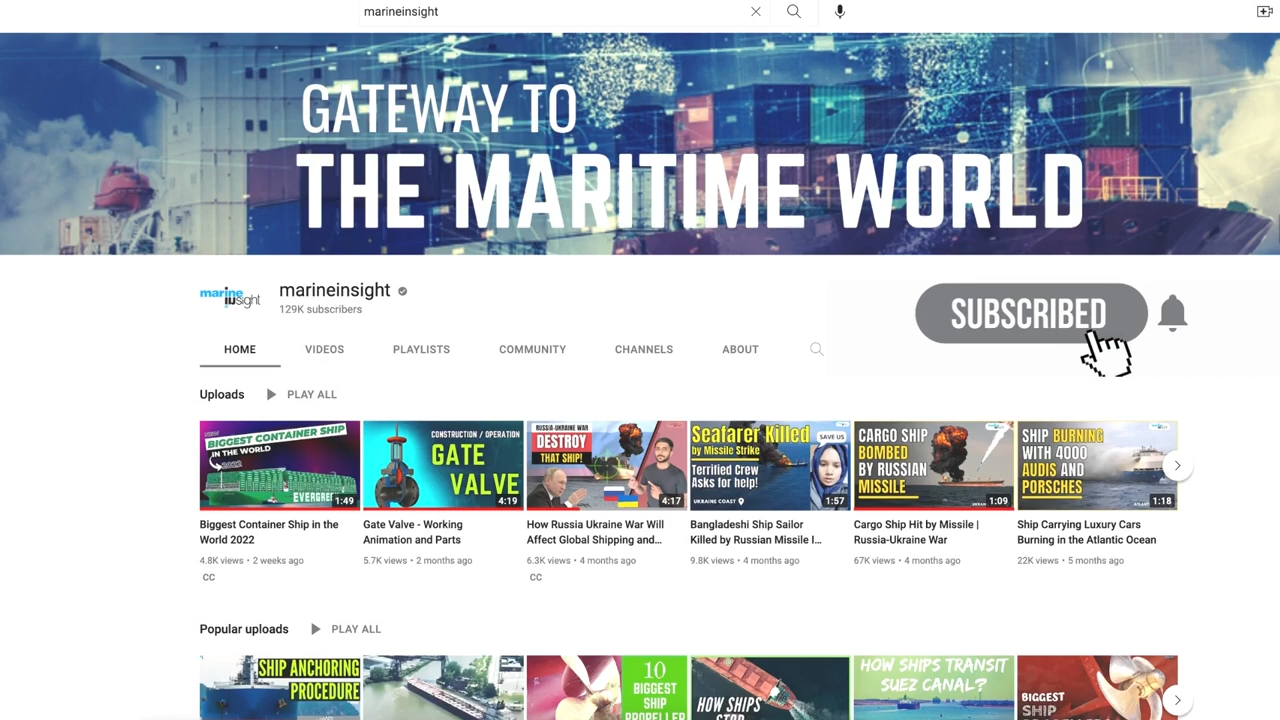 marineinsight
GATEWAY TO
THE MARITIME WORLD
marine
insight
marineinsight
129K subscribers
SUBSCRIBED
HOME
VIDEOS
PLAYLISTS
COMMUNITY
CHANNELS
ABOUT
Uploads
PLAY ALL
BIGGEST CONTAINER SHIP
IN THE WORLD
2022
EVERGREE
1:49
CONSTRUCTION / OPERATION
GATE
VALVE
4:19
RUSSIA-UKRAINE WAR
DESTROY
THAT SHIP!
4:17
Seafarer Killed
by Missile Strike
Terrified Crew
Asks for help!
UKRAINE COAST
SAVE US
1:57
CARGO SHIP
BOMBED
BY RUSSIAN
MISSILE
1:09
SHIP BURNING
WITH 4000
AUDIS AND
PORSCHES
1:18
Biggest Container Ship in the
World 2022
4.8K views • 2 weeks ago
CC
Gate Valve - Working
Animation and Parts
5.7K views • 2 months ago
How Russia Ukraine War Will
Affect Global Shipping and...
6.3K views • 4 months ago
CC
Bangladeshi Ship Sailor
Killed by Russian Missile I...
9.8K views • 4 months ago
Cargo Ship Hit by Missile |
Russia-Ukraine War
67K views • 4 months ago
Ship Carrying Luxury Cars
Burning in the Atlantic Ocean
22K views • 5 months ago
Popular uploads
PLAY ALL
SHIP ANCHORING
PROCEDURE
10
BIGGEST
SHIP
PROPELLER
HOW SHIPS
STOP
HOW SHIPS TRANSIT
SUEZ CANAL?
BIGGEST
SHIP